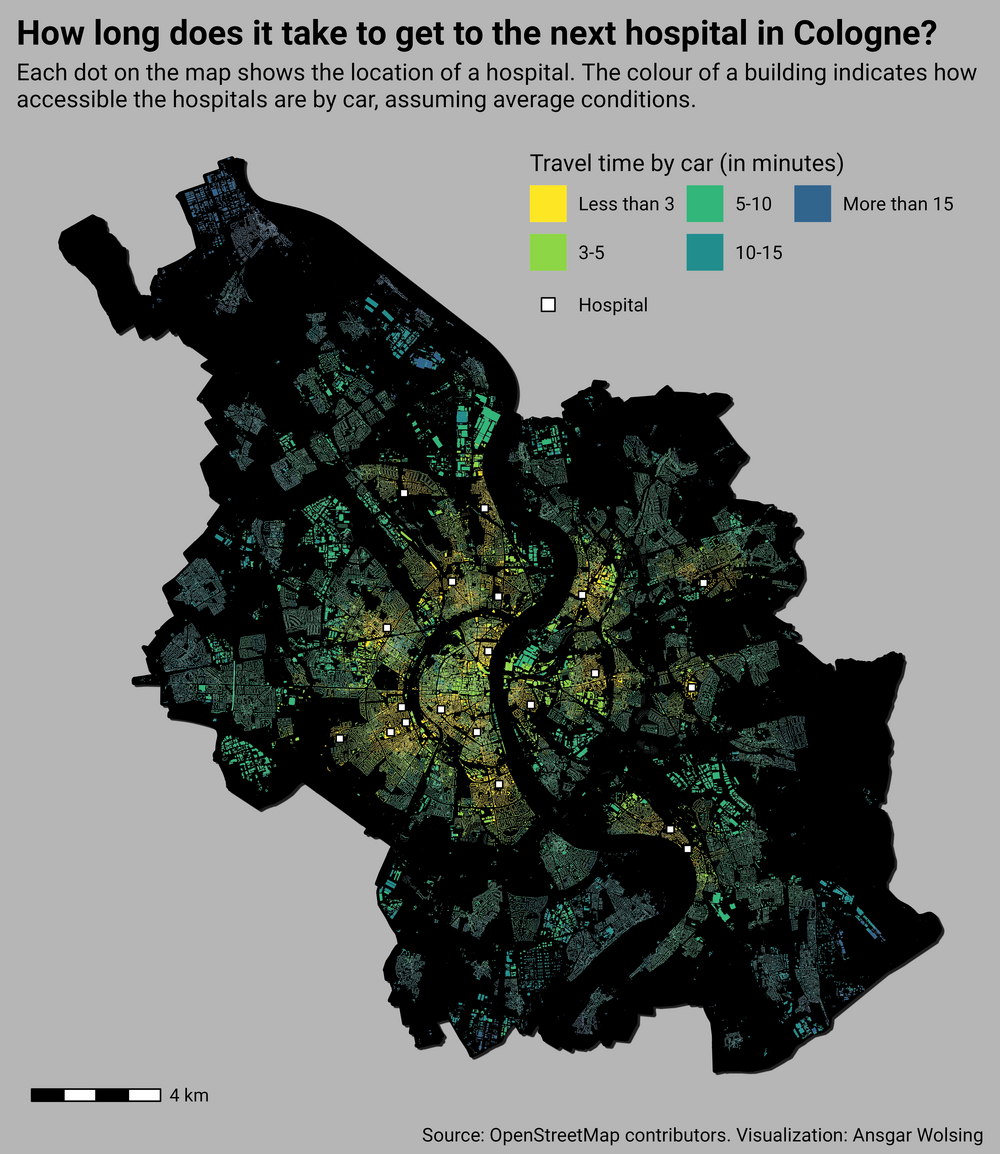 How long does it take to get to the next hospital in Cologne?
Each dot on the map shows the location of a hospital. The colour of a building indicates how
accessible the hospitals are by car, assuming average conditions.
Travel time by car (in minutes)
Less than 3
5-10
More than 15
3-5
10-15
Hospital
4 km
Source: OpenStreetMap contributors. Visualization: Ansgar Wolsing